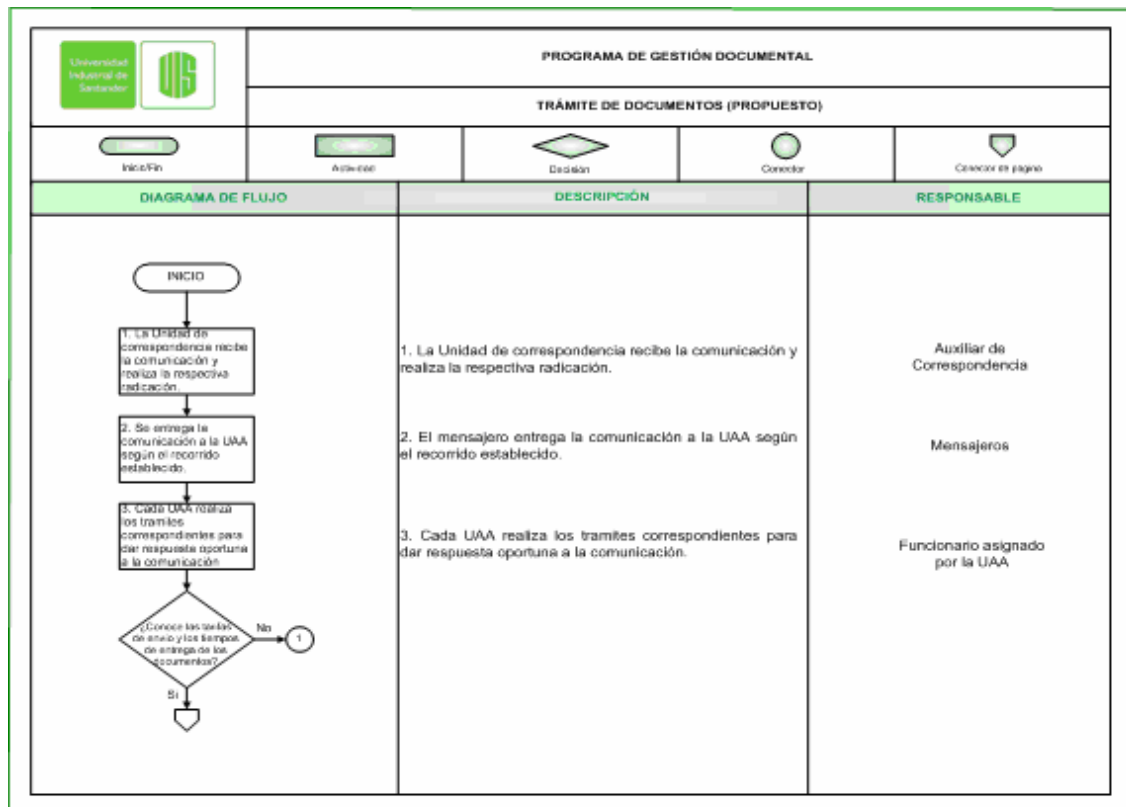 Universidad
Industrial de
Santander
UIS
PROGRAMA DE GESTIÓN DOCUMENTAL
TRÁMITE DE DOCUMENTOS (PROPUESTO)
Inicio/Fin
Actividad
Decisión
Conector
Conector de página
DIAGRAMA DE FLUJO
DESCRIPCIÓN
RESPONSABLE
INICIO
1. La Unidad de
correspondencia recibe
la comunicación y
realiza la respectiva
radicación.
1. La Unidad de correspondencia recibe la comunicación y
realiza la respectiva radicación.
Auxiliar de
Correspondencia
2. Se entrega la
comunicación a la UAA
según el recorrido
establecido.
2. El mensajero entrega la comunicación a la UAA según
el recorrido establecido.
Mensajeros
3. Cada UAA realiza
los tramites
correspondientes para
dar respuesta oportuna
a la comunicación
3. Cada UAA realiza los tramites correspondientes para
dar respuesta oportuna a la comunicación.
Funcionario asignado
por la UAA
¿Conoce las tarifas
de envio y los tiempos
de entrega de los
documentos?
No
1
Si